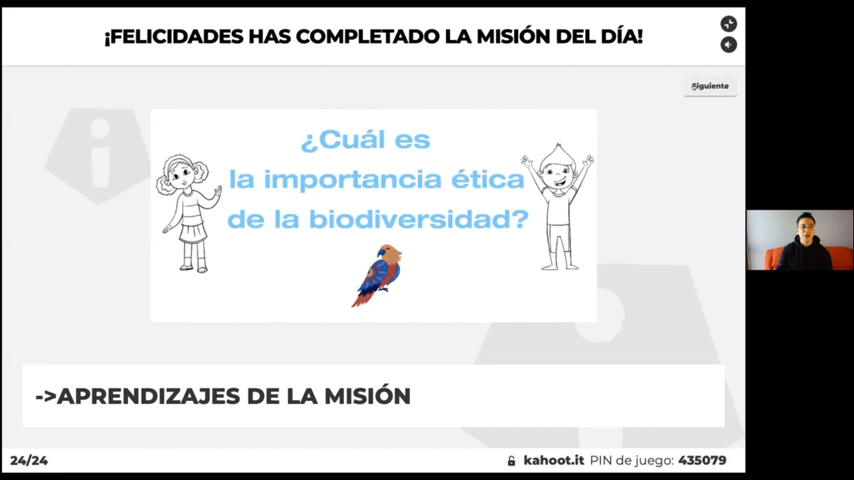 ¡FELICIDADES HAS COMPLETADO LA MISIÓN DEL DÍA!
Siguiente
¿Cuál es
la importancia ética
de la biodiversidad?
->APRENDIZAJES DE LA MISIÓN
24/24
kahoot.it PIN de juego: 435079